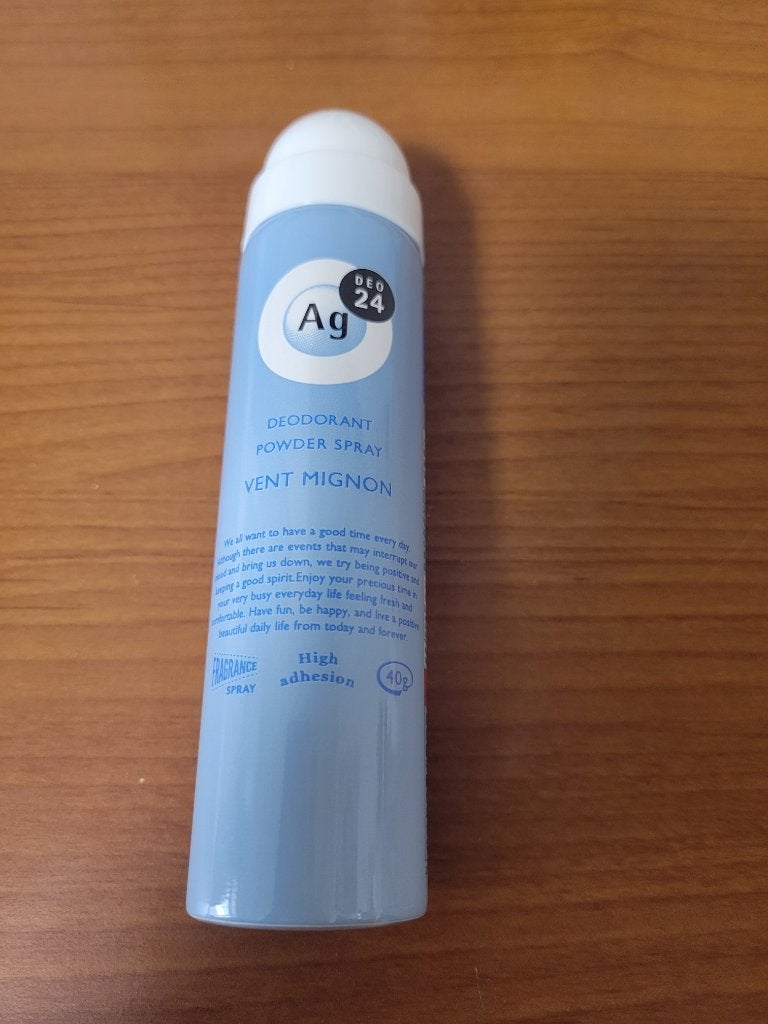 DEO
24
Ag
DEODORANT
POWDER SPRAY
VENT MIGNON
We all want to have a good time every day.
Although there are events that may interrupt our
mood and bring us down, we try being positive and
keeping a good spirit.Enjoy your precious time in
your very busy everyday life feeling fresh and
comfortable. Have fun, be happy, and live a positive
beautiful daily life from today and forever.
FRAGRANCE
SPRAY
High
adhesion
40g